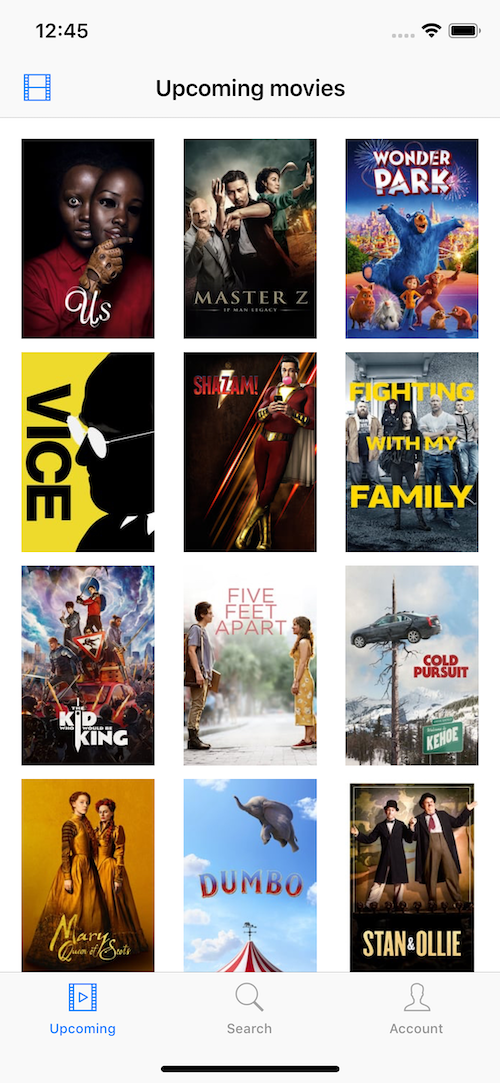 12:45
Upcoming movies
Us
MASTER Z
IP MAN LEGACY
WONDER
PARK
VICE
SHAZAM!
FIGHTING
WITH MY
FAMILY
THE
KID
WHO WOULD BE
KING
FIVE
FEET
APART
COLD
PURSUIT
KEHOE
Mary
Queen of Scots
DUMBO
STAN & OLLIE
Upcoming
Search
Account